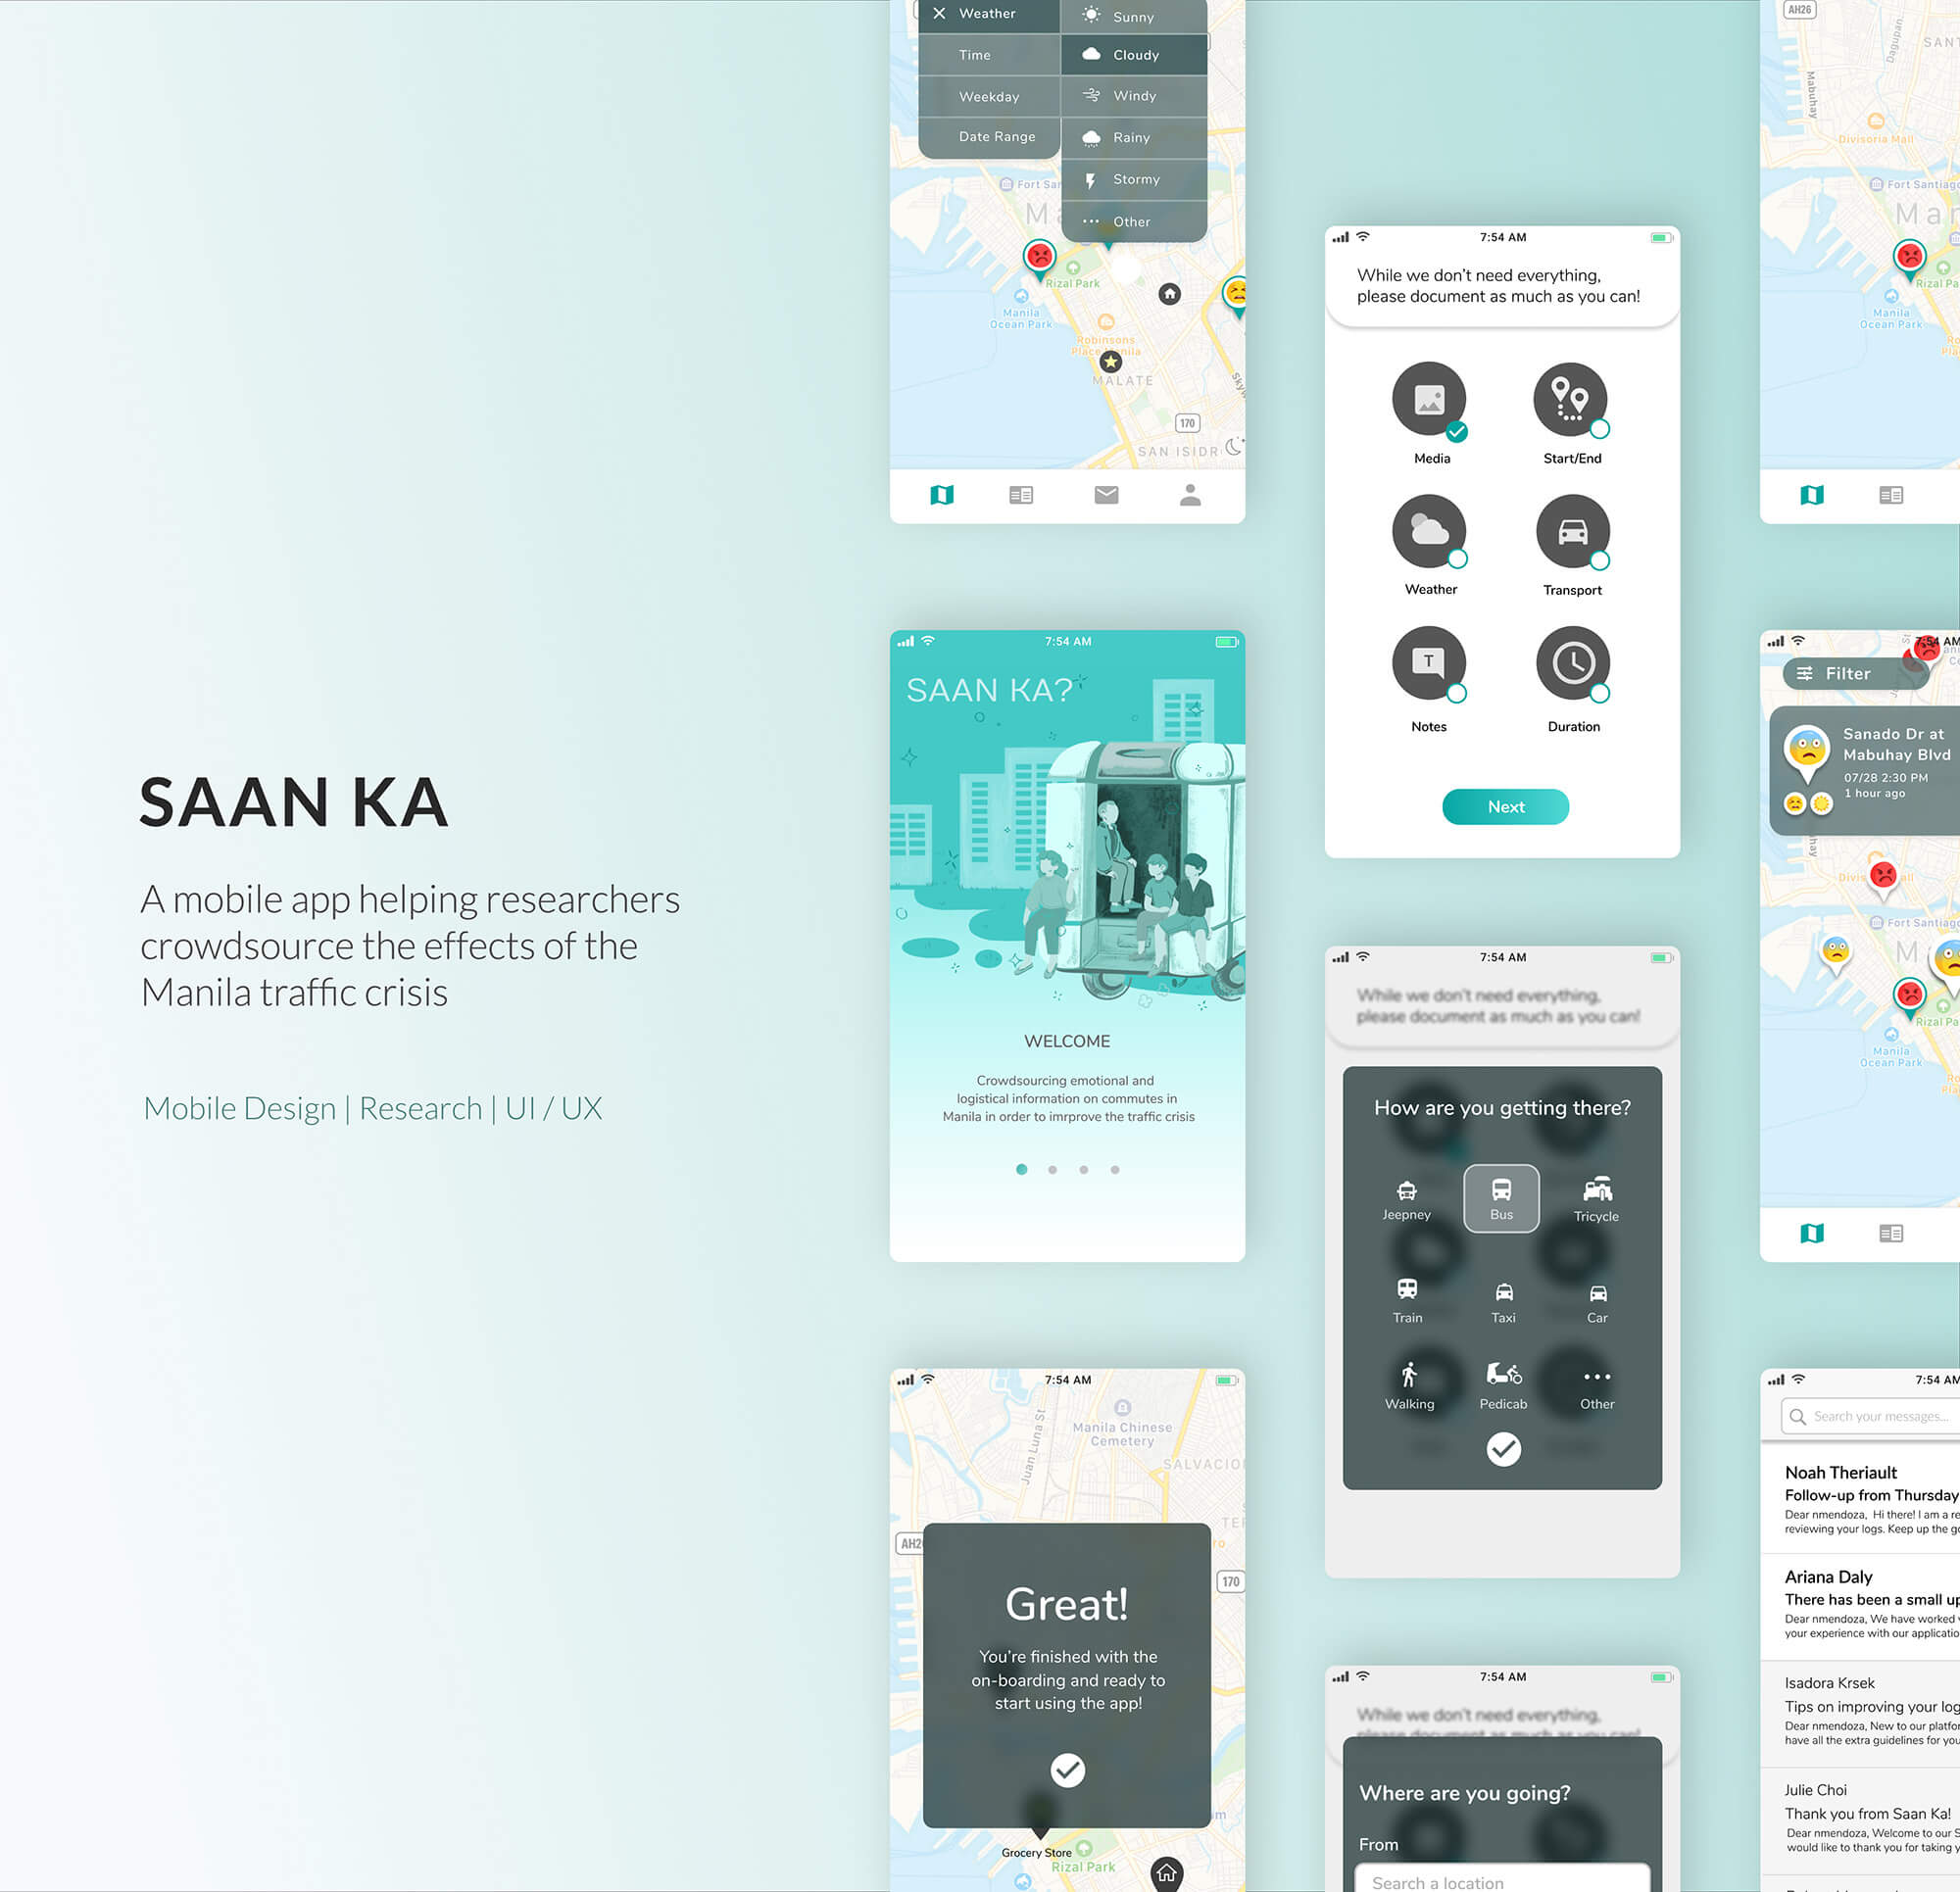 SAAN KA
A mobile app helping researchers
crowdsource the effects of the
Manila traffic crisis
Mobile Design | Research | UI / UX
Weather
Time
Weekday
Date Range
Sunny
Cloudy
Windy
Rainy
Stormy
Other
Fort San
Ma
Rizal Park
Manila
Ocean Park
Robinsons
Place Manila
MALATE
170
SAN ISIDR
7:54 AM
SAAN KA?
WELCOME
Crowdsourcing emotional and
logistical information on commutes in
Manila in order to imrprove the traffic crisis
7:54 AM
Juan Luna St
Manila Chinese
Cemetery
SALVACIO
TE
AH2
170
Great!
You're finished with the
on-boarding and ready to
start using the app!
Grocery Store
Rizal Park
7:54 AM
While we don't need everything,
please document as much as you can!
Media
Start/End
Weather
Transport
T
Notes
Duration
Next
7:54 AM
While we don't need everything,
please document as much as you can!
How are you getting there?
Jeepney
Bus
Tricycle
Train
Taxi
Car
Walking
Pedicab
Other
7:54 AM
While we don't need everything,
please document as much as you can!
Where are you going?
From
Search a location
AH26
SANT
Dagupan
Mabuhay
Divisoria Mall
Fort Santiago
Man
Rizal Pa
Manila
Ocean Park
7:54 AM
Filter
Sanado Dr at
Mabuhay Blvd
07/28 2:30 PM
1 hour ago
Fort Santiago
M
Rizal Pa
Manila
Ocean Park
7:54 AM
Search your messages...
Noah Theriault
Follow-up from Thursday
Dear nmendoza, Hi there! I am a re
reviewing your logs. Keep up the go
Ariana Daly
There has been a small up
Dear nmendoza, We have worked
your experience with our applicatio
Isadora Krsek
Tips on improving your log
Dear nmendoza, New to our platfor
have all the extra guidelines for you
Julie Choi
Thank you from Saan Ka!
Dear nmendoza, Welcome to our S
would like to thank you for taking y